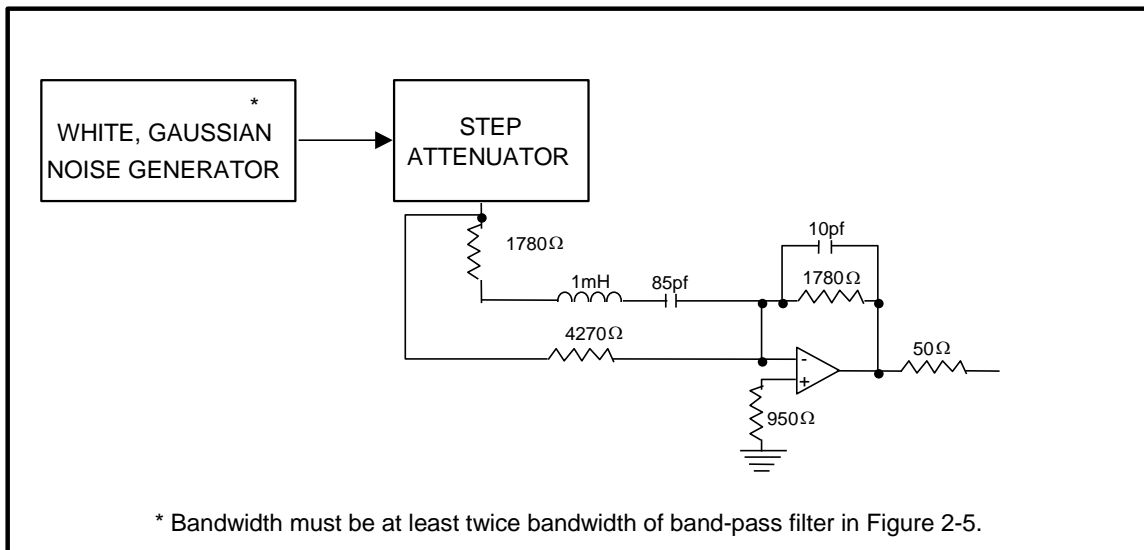 *
WHITE, GAUSSIAN
NOISE GENERATOR
STEP
ATTENUATOR
1780Ω
10pf
1mH
85pf
1780Ω
4270Ω
-
+
50Ω
950Ω
* Bandwidth must be at least twice bandwidth of band-pass filter in Figure 2-5.